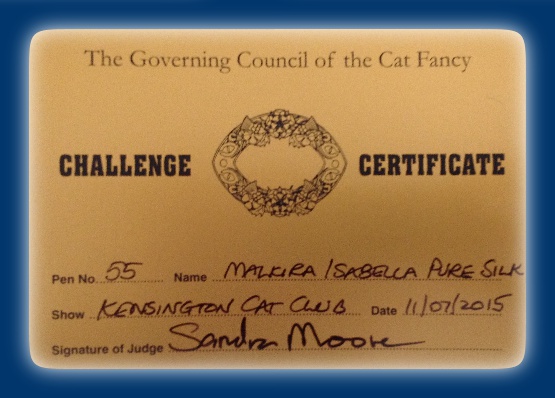 The Governing Council of the Cat Fancy
CHALLENGE CERTIFICATE
Pen No. 55 Name MALKIRA ISABELLA PURE SILK
Show KENSINGTON CAT CLUB Date 11/07/2015
Signature of Judge Sandra Moore